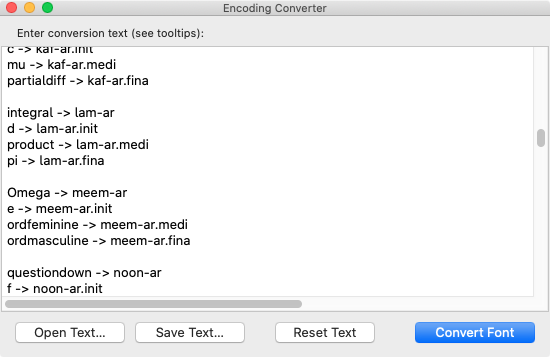 Encoding Converter
Enter conversion text (see tooltips):
c -> kaf-ar.init
mu -> kaf-ar.medi
partialdiff -> kaf-ar.fina
integral -> lam-ar
d -> lam-ar.init
product -> lam-ar.medi
pi -> lam-ar.fina
Omega -> meem-ar
e -> meem-ar.init
ordfeminine -> meem-ar.medi
ordmasculine -> meem-ar.fina
questiondown -> noon-ar
f -> noon-ar.init
Open Text... Save Text... Reset Text Convert Font